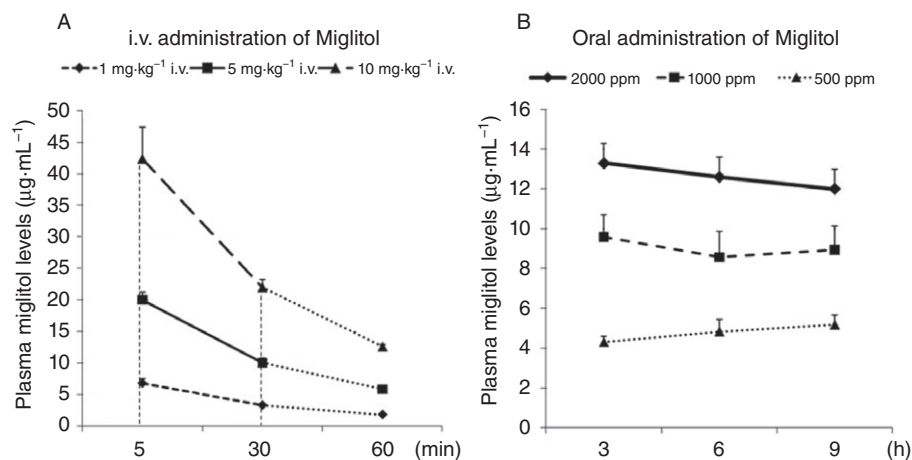 A
i.v. administration of Miglitol
1 mg·kg⁻¹ i.v. 5 mg·kg⁻¹ i.v. 10 mg·kg⁻¹ i.v.
Plasma miglitol levels (µg·mL⁻¹)
50
45
40
35
30
25
20
15
10
5
0
5 30 60 (min)
B
Oral administration of Miglitol
2000 ppm 1000 ppm 500 ppm
Plasma miglitol levels (µg·mL⁻¹)
16
14
12
10
8
6
4
2
0
3 6 9 (h)